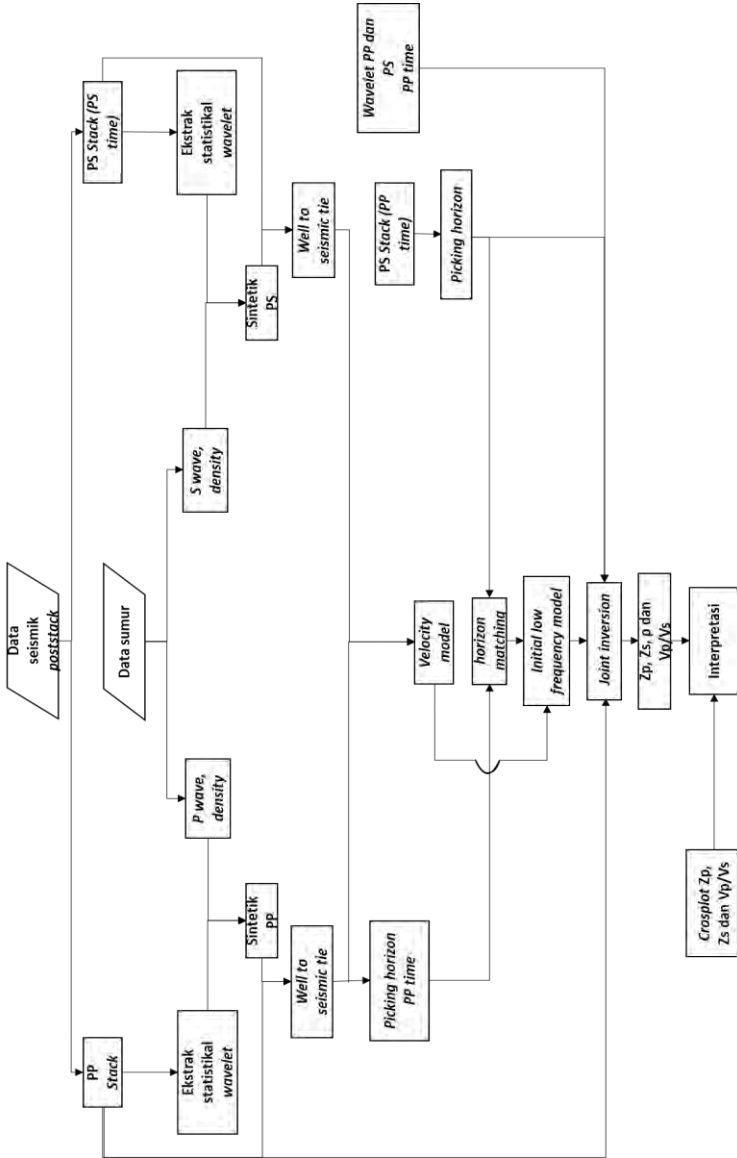 Data
seismik
poststack
Data sumur
PP
Stack
PS Stack (PS
time)
Ekstrak
statistikal
wavelet
P wave,
density
S wave,
density
Ekstrak
statistikal
wavelet
Sintetik
PP
Sintetik
PS
Well to
seismic tie
Well to
seismic tie
Wavelet PP dan
PS
PP time
Picking horizon
PP time
PS Stack (PP
time)
Picking horizon
Velocity
model
horizon
matching
Initial low
frequency model
Joint inversion
Zp, Zs, p dan
Vp/Vs
Crosplot Zp,
Zs dan Vp/Vs
Interpretasi